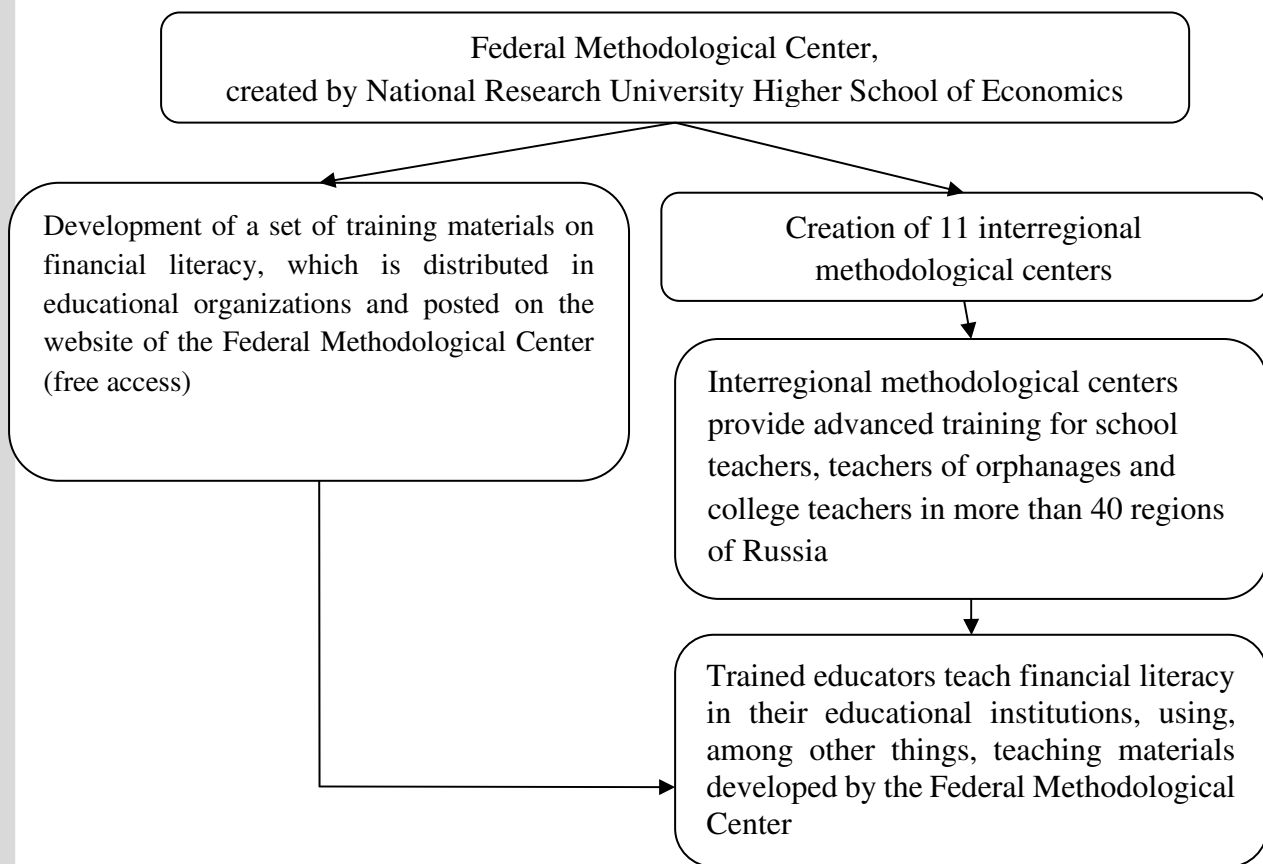 Federal Methodological Center,
created by National Research University Higher School of Economics
Development of a set of training materials on
financial literacy, which is distributed in
educational organizations and posted on the
website of the Federal Methodological Center
(free access)
Creation of 11 interregional
methodological centers
Interregional methodological centers
provide advanced training for school
teachers, teachers of orphanages and
college teachers in more than 40 regions
of Russia
Trained educators teach financial literacy
in their educational institutions, using,
among other things, teaching materials
developed by the Federal Methodological
Center